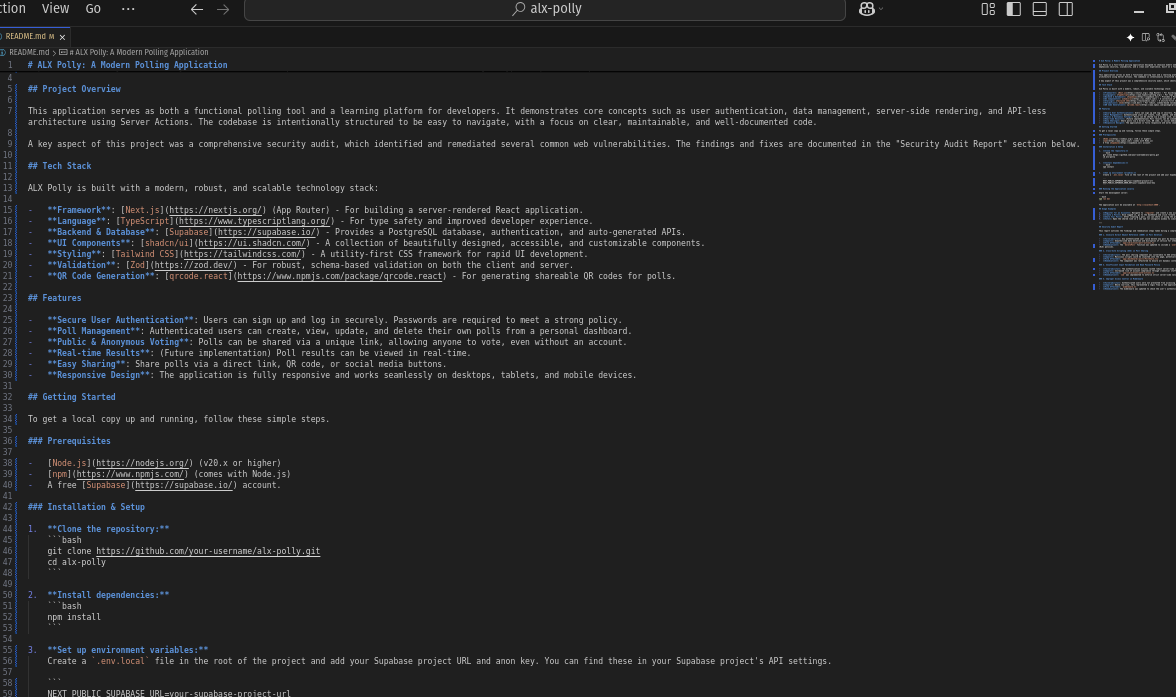 ction View Go ···
alx-polly
README.md M ×
README.md > # ALX Polly: A Modern Polling Application
1 # ALX Polly: A Modern Polling Application
4
5 ## Project Overview
6
7 This application serves as both a functional polling tool and a learning platform for developers. It demonstrates core concepts such as user authentication, data management, server-side rendering, and API-less
architecture using Server Actions. The codebase is intentionally structured to be easy to navigate, with a focus on clear, maintainable, and well-documented code.
8
9 A key aspect of this project was a comprehensive security audit, which identified and remediated several common web vulnerabilities. The findings and fixes are documented in the "Security Audit Report" section below.
10
11 ## Tech Stack
12
13 ALX Polly is built with a modern, robust, and scalable technology stack:
14
15 - **Framework**: [Next.js](https://nextjs.org/) (App Router) - For building a server-rendered React application.
16 - **Language**: [TypeScript](https://www.typescriptlang.org/) - For type safety and improved developer experience.
17 - **Backend & Database**: [Supabase](https://supabase.io/) - Provides a PostgreSQL database, authentication, and auto-generated APIs.
18 - **UI Components**: [shadcn/ui](https://ui.shadcn.com/) - A collection of beautifully designed, accessible, and customizable components.
19 - **Styling**: [Tailwind CSS](https://tailwindcss.com/) - A utility-first CSS framework for rapid UI development.
20 - **Validation**: [Zod](https://zod.dev/) - For robust, schema-based validation on both the client and server.
21 - **QR Code Generation**: [qrcode.react](https://www.npmjs.com/package/qrcode.react) - For generating shareable QR codes for polls.
22
23 ## Features
24
25 - **Secure User Authentication**: Users can sign up and log in securely. Passwords are required to meet a strong policy.
26 - **Poll Management**: Authenticated users can create, view, update, and delete their own polls from a personal dashboard.
27 - **Public & Anonymous Voting**: Polls can be shared via a unique link, allowing anyone to vote, even without an account.
28 - **Real-time Results**: (Future implementation) Poll results can be viewed in real-time.
29 - **Easy Sharing**: Share polls via a direct link, QR code, or social media buttons.
30 - **Responsive Design**: The application is fully responsive and works seamlessly on desktops, tablets, and mobile devices.
31
32 ## Getting Started
33
34 To get a local copy up and running, follow these simple steps.
35
36 ### Prerequisites
37
38 - [Node.js](https://nodejs.org/) (v20.x or higher)
39 - [npm](https://www.npmjs.com/) (comes with Node.js)
40 - A free [Supabase](https://supabase.io/) account.
41
42 ### Installation & Setup
43
44 1. **Clone the repository:**
45 ```bash
46 git clone https://github.com/your-username/alx-polly.git
47 cd alx-polly
48 ```
49
50 2. **Install dependencies:**
51 ```bash
52 npm install
53 ```
54
55 3. **Set up environment variables:**
56 Create a `.env.local` file in the root of the project and add your Supabase project URL and anon key. You can find these in your Supabase project's API settings.
57
58 ```
59 NEXT_PUBLIC_SUPABASE_URL=your-supabase-project-url